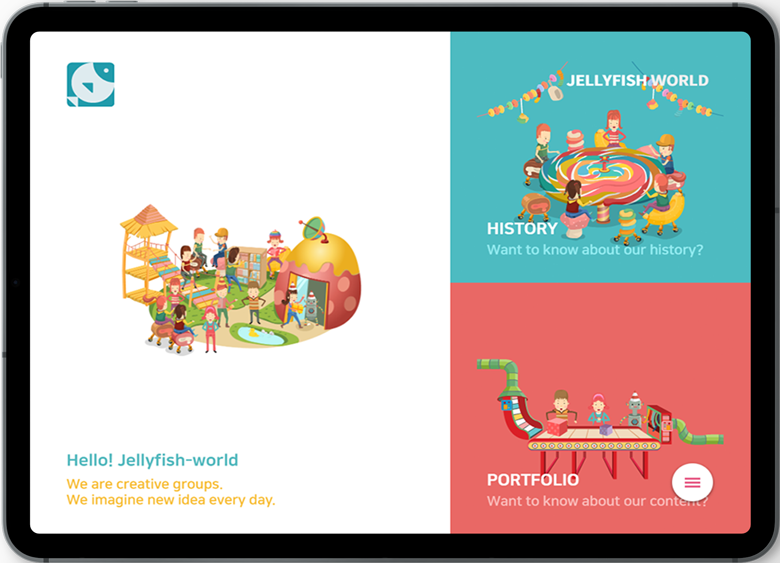 JELLYFISH WORLD
HISTORY
Want to know about our history?
Hello! Jellyfish-world
We are creative groups.
We imagine new idea every day.
PORTFOLIO
Want to know about our content?